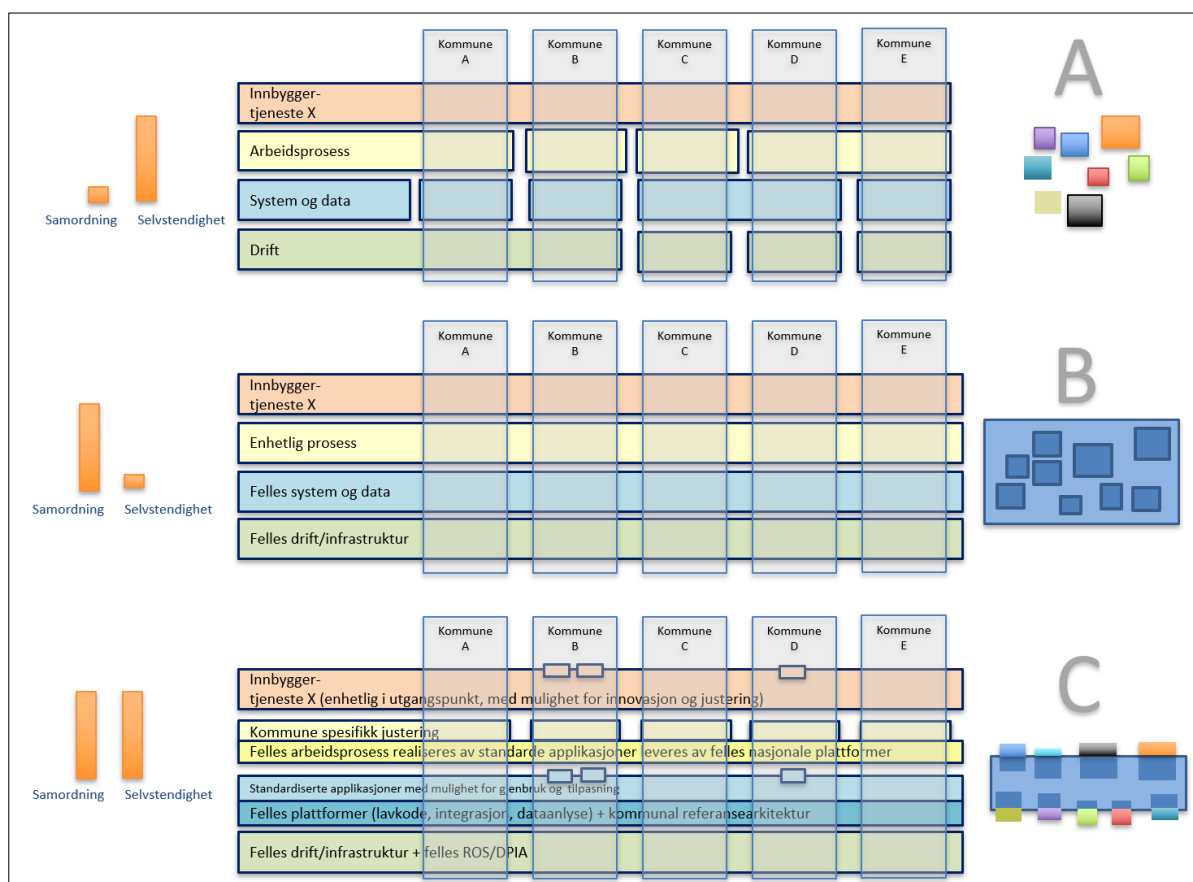 Kommune
A
Kommune
B
Kommune
C
Kommune
D
Kommune
E
A
Innbygger-
tjeneste X
Arbeidsprosess
System og data
Drift
Samordning
Selvstendighet
Kommune
A
Kommune
B
Kommune
C
Kommune
D
Kommune
E
B
Innbygger-
tjeneste X
Enhetlig prosess
Felles system og data
Felles drift/infrastruktur
Samordning
Selvstendighet
Kommune
A
Kommune
B
Kommune
C
Kommune
D
Kommune
E
C
Innbygger-
tjeneste X (enhetlig i utgangspunkt, med mulighet for innovasjon og justering)
Kommune spesifikk justering
Felles arbeidsprosess realiseres av standarde applikasjoner leveres av felles nasjonale plattformer
Standardiserte applikasjoner med mulighet for gjenbruk og tilpasning
Felles plattformer (lavkode, integrasjon, dataanlyse) + kommunal referansearkitektur
Felles drift/infrastruktur + felles ROS/DPIA
Samordning
Selvstendighet